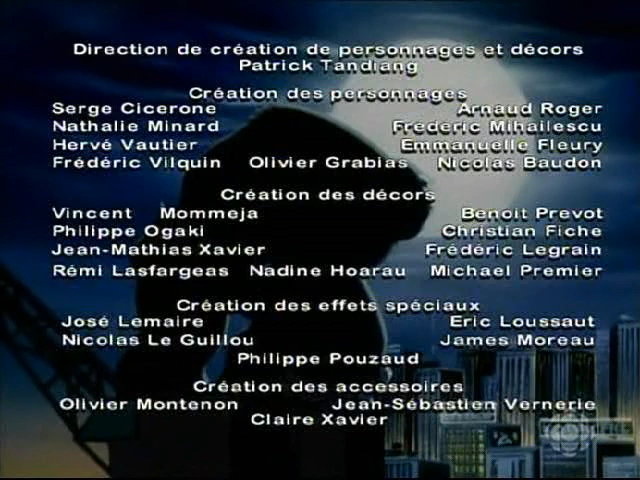 Direction de création de personnages et décors
Patrick Tandiang
Création des personnages
Serge Cicerone Arnaud Roger
Nathalie Minard Frédéric Mihailescu
Hervé Vautier Emmanuelle Fleury
Frédéric Vilquin Olivier Grabias Nicolas Baudon
Création des décors
Vincent Mommeja Benoit Prevot
Philippe Ogaki Christian Fiche
Jean-Mathias Xavier Frédéric Legrain
Rémi Lasfargeas Nadine Hoarau Michael Premier
Création des effets spéciaux
José Lemaire Eric Loussaut
Nicolas Le Guillou James Moreau
Philippe Pouzaud
Création des accessoires
Olivier Montenon Jean-Sébastien Vernerie
Claire Xavier